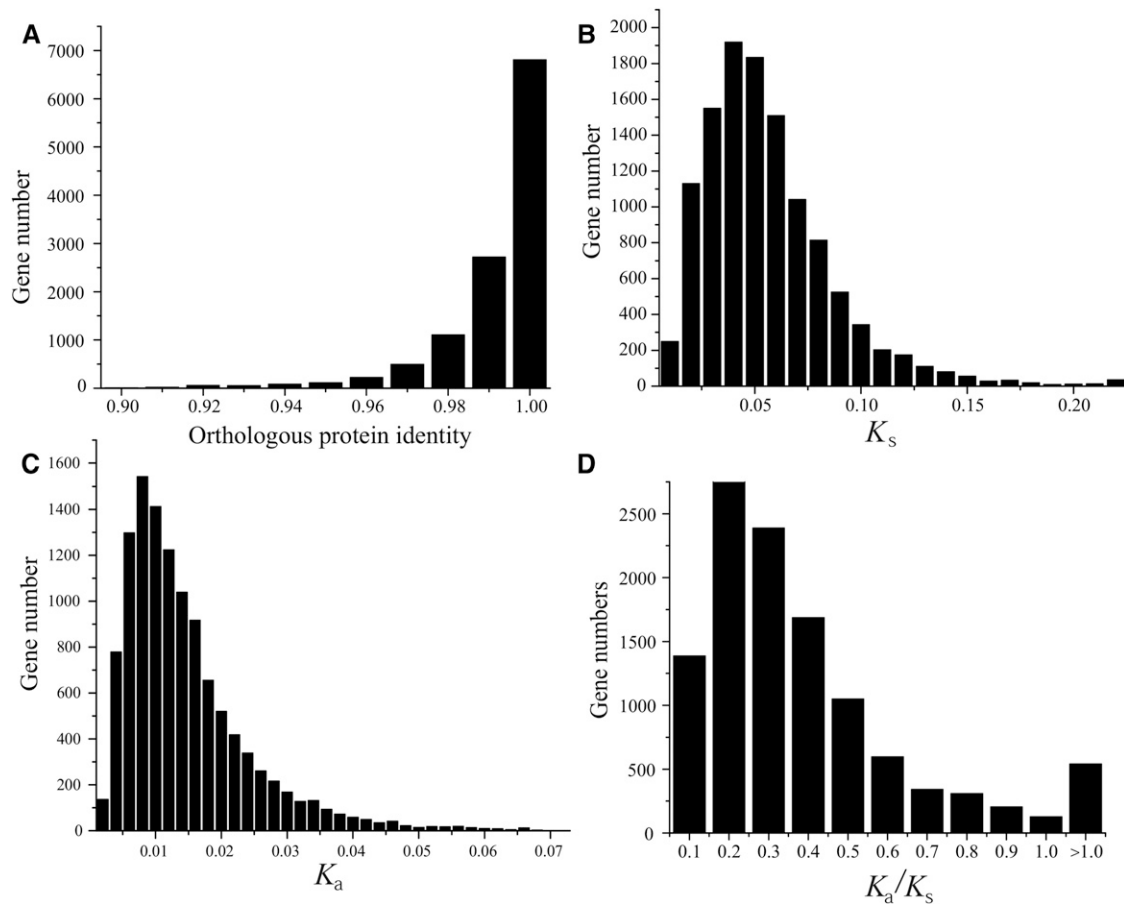 A
7000
6000
5000
4000
3000
2000
1000
0
Gene number
0.90 0.92 0.94 0.96 0.98 1.00
Orthologous protein identity
B
2000
1800
1600
1400
1200
1000
800
600
400
200
0
Gene number
0.05 0.10 0.15 0.20
Ks
C
1600
1400
1200
1000
800
600
400
200
0
Gene number
0.01 0.02 0.03 0.04 0.05 0.06 0.07
Ka
D
2500
2000
1500
1000
500
0
Gene numbers
0.1 0.2 0.3 0.4 0.5 0.6 0.7 0.8 0.9 1.0 >1.0
Ka/Ks